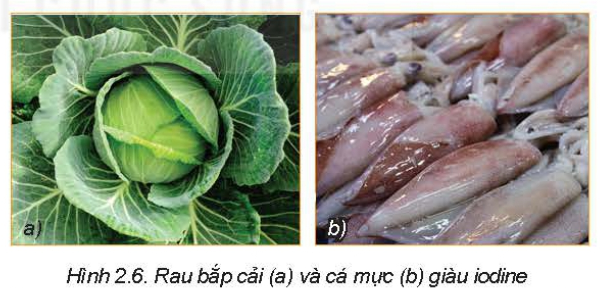 a)
b)
Hình 2.6. Rau bắp cải (a) và cá mực (b) giàu iodine